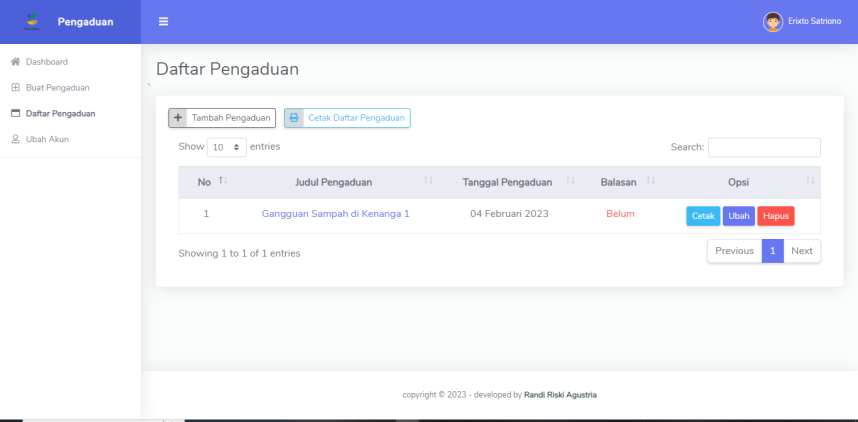 Pengaduan
Erixto Satriono
Dashboard
Buat Pengaduan
Daftar Pengaduan
Ubah Akun
Daftar Pengaduan
Tambah Pengaduan Cetak Daftar Pengaduan
Show 10 entries Search:
No Judul Pengaduan Tanggal Pengaduan Balasan Opsi
1 Gangguan Sampah di Kenanga 1 04 Februari 2023 Belum Cetak Ubah Hapus
Showing 1 to 1 of 1 entries Previous 1 Next
copyright © 2023 - developed by Randi Riski Agustria